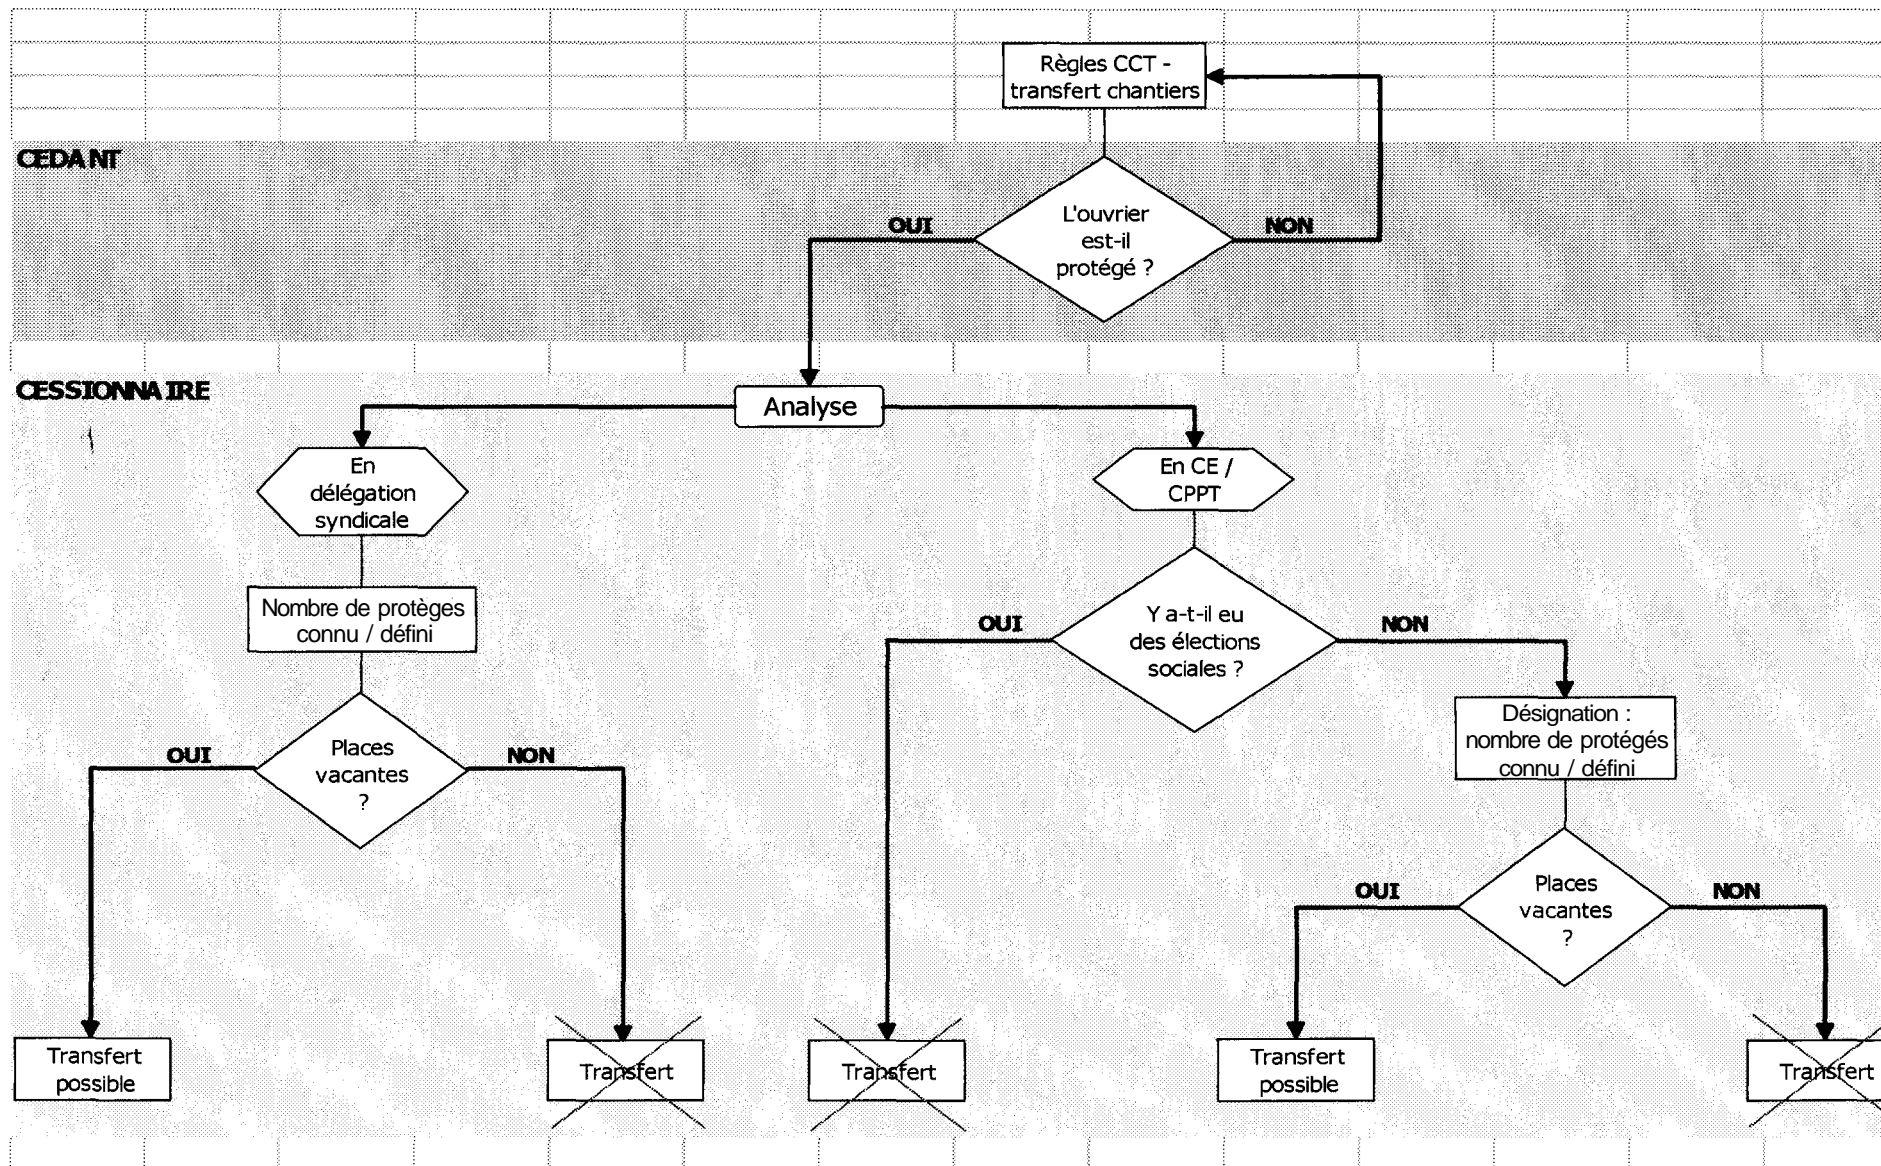 Règles CCT -
transfert chantiers
CEDANT
L'ouvrier
est-il
protégé ?
OUI
NON
CESSIONNAIRE
Analyse
En
délégation
syndicale
En CE /
CPPT
Nombre de protèges
connu / défini
Y a-t-il eu
des élections
sociales ?
OUI
NON
Désignation :
nombre de protégés
connu / défini
Places
vacantes
?
OUI
NON
Places
vacantes
?
OUI
NON
Transfert
possible
Transfert
Transfert
Transfert
possible
Transfert